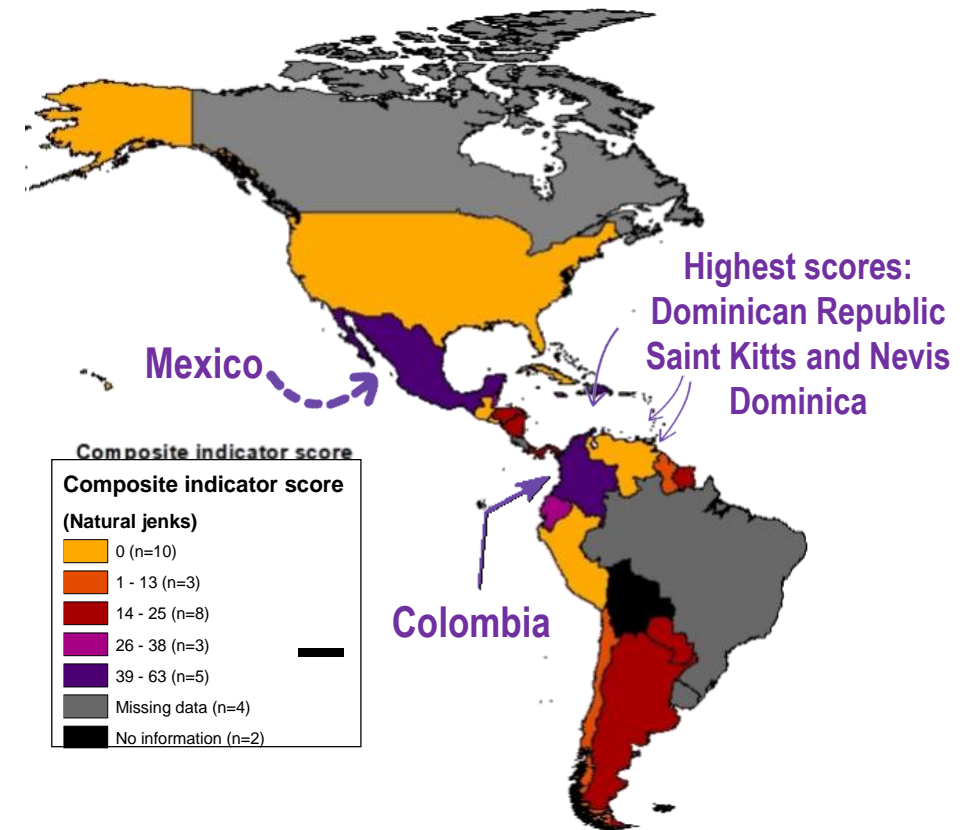 Highest scores:
Dominican Republic
Saint Kitts and Nevis
Dominica
Mexico
Composite indicator score
Composite indicator score
(Natural jenks)
0 (n=10)
1 - 13 (n=3)
14 - 25 (n=8)
26 - 38 (n=3)
39 - 63 (n=5)
Missing data (n=4)
No information (n=2)
Colombia